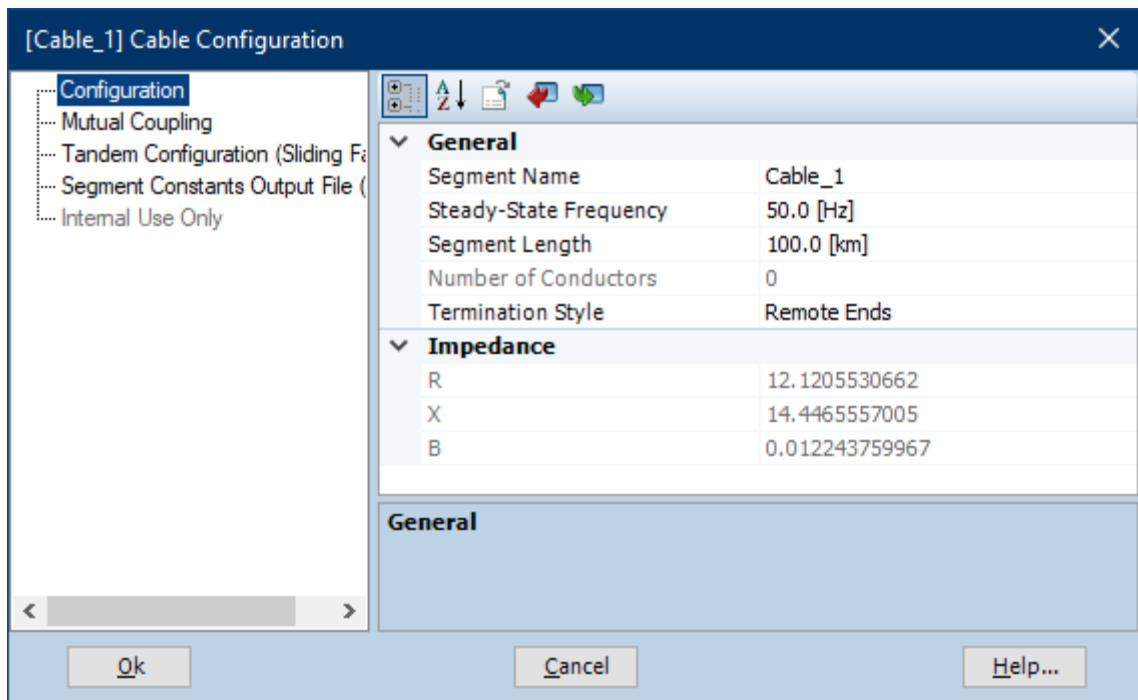 [Cable_1] Cable Configuration
Configuration
Mutual Coupling
Tandem Configuration (Sliding
Segment Constants Output File (
Internal Use Only
General
Segment Name Cable_1
Steady-State Frequency 50.0 [Hz]
Segment Length 100.0 [km]
Number of Conductors 0
Termination Style Remote Ends
Impedance
R 12.1205530662
X 14.4465557005
B 0.012243759967
General
Ok Cancel Help...